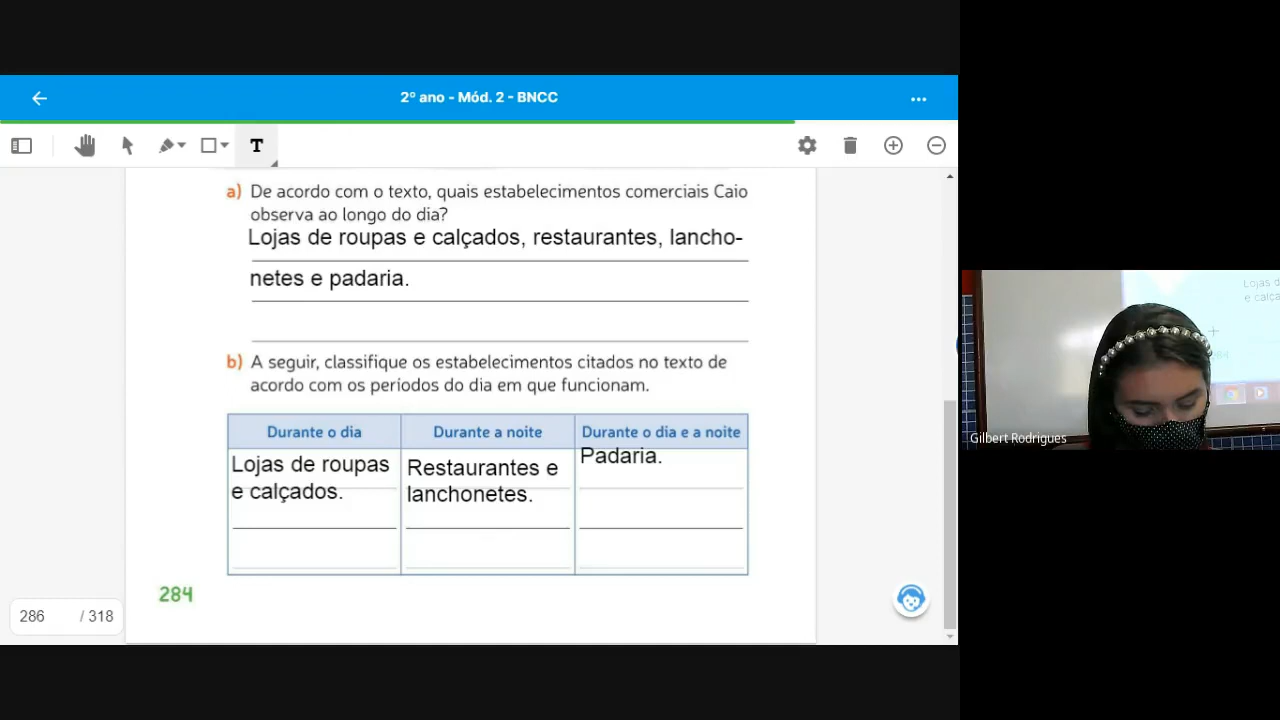 2º ano - Mód. 2 - BNCC
T
a) De acordo com o texto, quais estabelecimentos comerciais Caio
observa ao longo do dia?
Lojas de roupas e calçados, restaurantes, lancho-
netes e padaria.
b) A seguir, classifique os estabelecimentos citados no texto de
acordo com os períodos do dia em que funcionam.
Durante o dia
Durante a noite
Durante o dia e a noite
Lojas de roupas
e calçados.
Restaurantes e
lanchonetes.
Padaria.
284
286 / 318
Lojas d
e calça
Gilbert Rodrigues